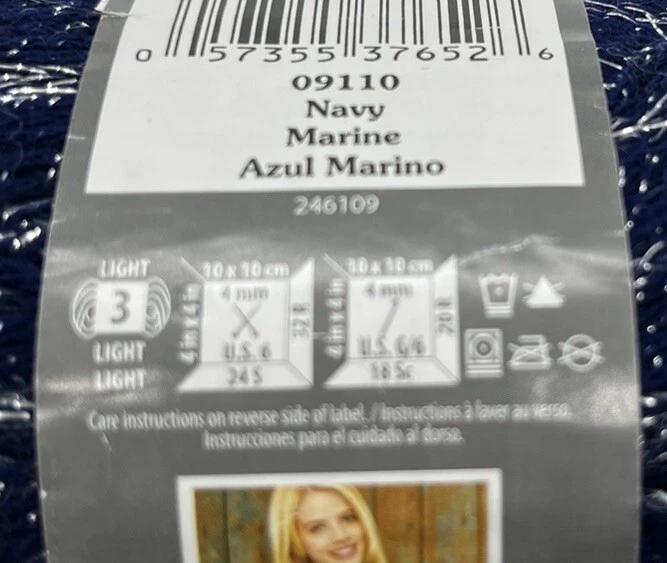 0 57355 37652 6
09110
Navy
Marine
Azul Marino
246109
LIGHT
3
LIGHT
LIGHT
10 x 10 cm
4 in x 4 in
4 mm
U.S. 6
32 R
24 S
10 x 10 cm
4 in x 4 in
4 mm
U.S. G/6
20 R
18 Sc
Care instructions on reverse side of label. / Instructions à laver au verso.
Instrucciones para el cuidado al dorso.